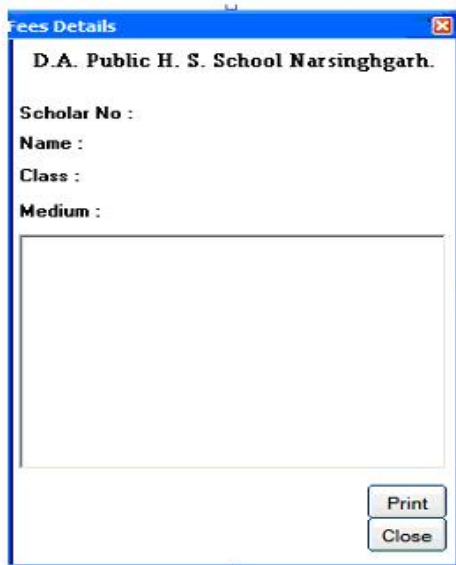 Fees Details
D.A. Public H. S. School Narsinghgarh.
Scholar No :
Name :
Class :
Medium :
Print
Close